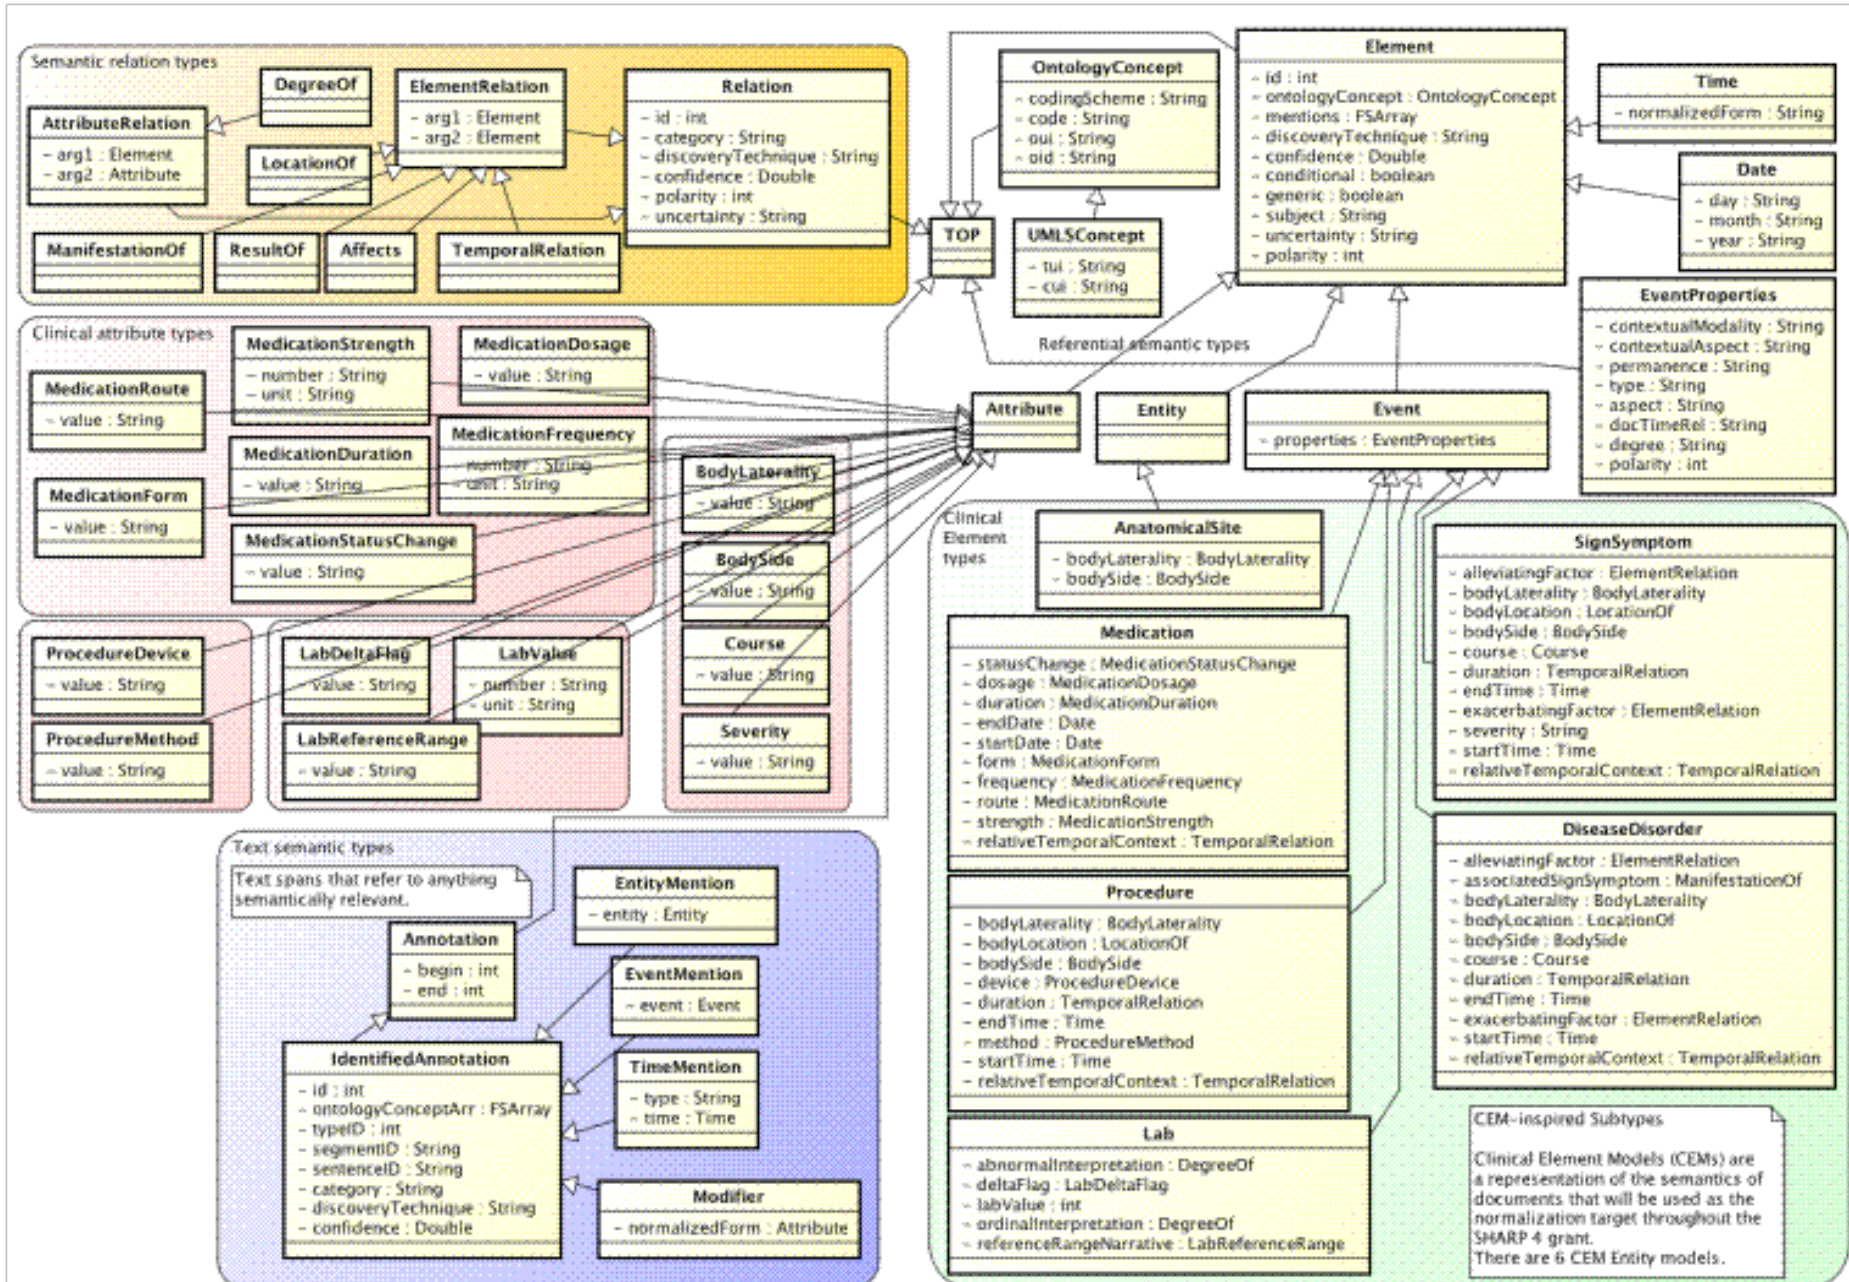 Semantic relation types
DegreeOf
AttributeRelation
~ arg1 : Element
~ arg2 : Attribute
LocationOf
ElementRelation
~ arg1 : Element
~ arg2 : Element
Relation
~ id : int
~ category : String
~ discoveryTechnique : String
~ confidence : Double
~ polarity : int
~ uncertainty : String
ManifestationOf
ResultOf
Affects
TemporalRelation
TOP
OntologyConcept
~ codingScheme : String
~ code : String
~ oui : String
~ oid : String
UMLSConcept
~ tui : String
~ cui : String
Element
~ id : int
~ ontologyConcept : OntologyConcept
~ mentions : FSArray
~ discoveryTechnique : String
~ confidence : Double
~ conditional : boolean
~ generic : boolean
~ subject : String
~ uncertainty : String
~ polarity : int
Time
~ normalizedForm : String
Date
~ day : String
~ month : String
~ year : String
EventProperties
~ contextualModality : String
~ contextualAspect : String
~ permanence : String
~ type : String
~ aspect : String
~ docTimeRel : String
~ degree : String
~ polarity : int
Referential semantic types
Attribute
Entity
Event
~ properties : EventProperties
Clinical attribute types
MedicationStrength
~ number : String
~ unit : String
MedicationDosage
~ value : String
MedicationRoute
~ value : String
MedicationDuration
~ value : String
MedicationFrequency
~ number : String
~ unit : String
MedicationForm
~ value : String
MedicationStatusChange
~ value : String
BodyLaterality
~ value : String
BodySide
~ value : String
Course
~ value : String
Severity
~ value : String
ProcedureDevice
~ value : String
ProcedureMethod
~ value : String
LabDeltaFlag
~ value : String
LabValue
~ number : String
~ unit : String
LabReferenceRange
~ value : String
Clinical
Element
types
AnatomicalSite
~ bodyLaterality : BodyLaterality
~ bodySide : BodySide
Medication
~ statusChange : MedicationStatusChange
~ dosage : MedicationDosage
~ duration : MedicationDuration
~ endDate : Date
~ startDate : Date
~ form : MedicationForm
~ frequency : MedicationFrequency
~ route : MedicationRoute
~ strength : MedicationStrength
~ relativeTemporalContext : TemporalRelation
Procedure
~ bodyLaterality : BodyLaterality
~ bodyLocation : LocationOf
~ bodySide : BodySide
~ device : ProcedureDevice
~ duration : TemporalRelation
~ endTime : Time
~ method : ProcedureMethod
~ startTime : Time
~ relativeTemporalContext : TemporalRelation
Lab
~ abnormalInterpretation : DegreeOf
~ deltaFlag : LabDeltaFlag
~ labValue : int
~ ordinalInterpretation : DegreeOf
~ referenceRangeNarrative : LabReferenceRange
SignSymptom
~ alleviatingFactor : ElementRelation
~ bodyLaterality : BodyLaterality
~ bodyLocation : LocationOf
~ bodySide : BodySide
~ course : Course
~ duration : TemporalRelation
~ endTime : Time
~ exacerbatingFactor : ElementRelation
~ severity : String
~ startTime : Time
~ relativeTemporalContext : TemporalRelation
DiseaseDisorder
~ alleviatingFactor : ElementRelation
~ associatedSignSymptom : ManifestationOf
~ bodyLaterality : BodyLaterality
~ bodyLocation : LocationOf
~ bodySide : BodySide
~ course : Course
~ duration : TemporalRelation
~ endTime : Time
~ exacerbatingFactor : ElementRelation
~ startTime : Time
~ relativeTemporalContext : TemporalRelation
CEM-inspired Subtypes
Clinical Element Models (CEMs) are
a representation of the semantics of
documents that will be used as the
normalization target throughout the
SHARP 4 grant.
There are 6 CEM Entity models.
Text semantic types
Text spans that refer to anything
semantically relevant.
Annotation
~ begin : int
~ end : int
EntityMention
~ entity : Entity
EventMention
~ event : Event
TimeMention
~ type : String
~ time : Time
IdentifiedAnnotation
~ id : int
~ ontologyConceptArr : FSArray
~ typeID : int
~ segmentID : String
~ sentenceID : String
~ category : String
~ discoveryTechnique : String
~ confidence : Double
Modifier
~ normalizedForm : Attribute